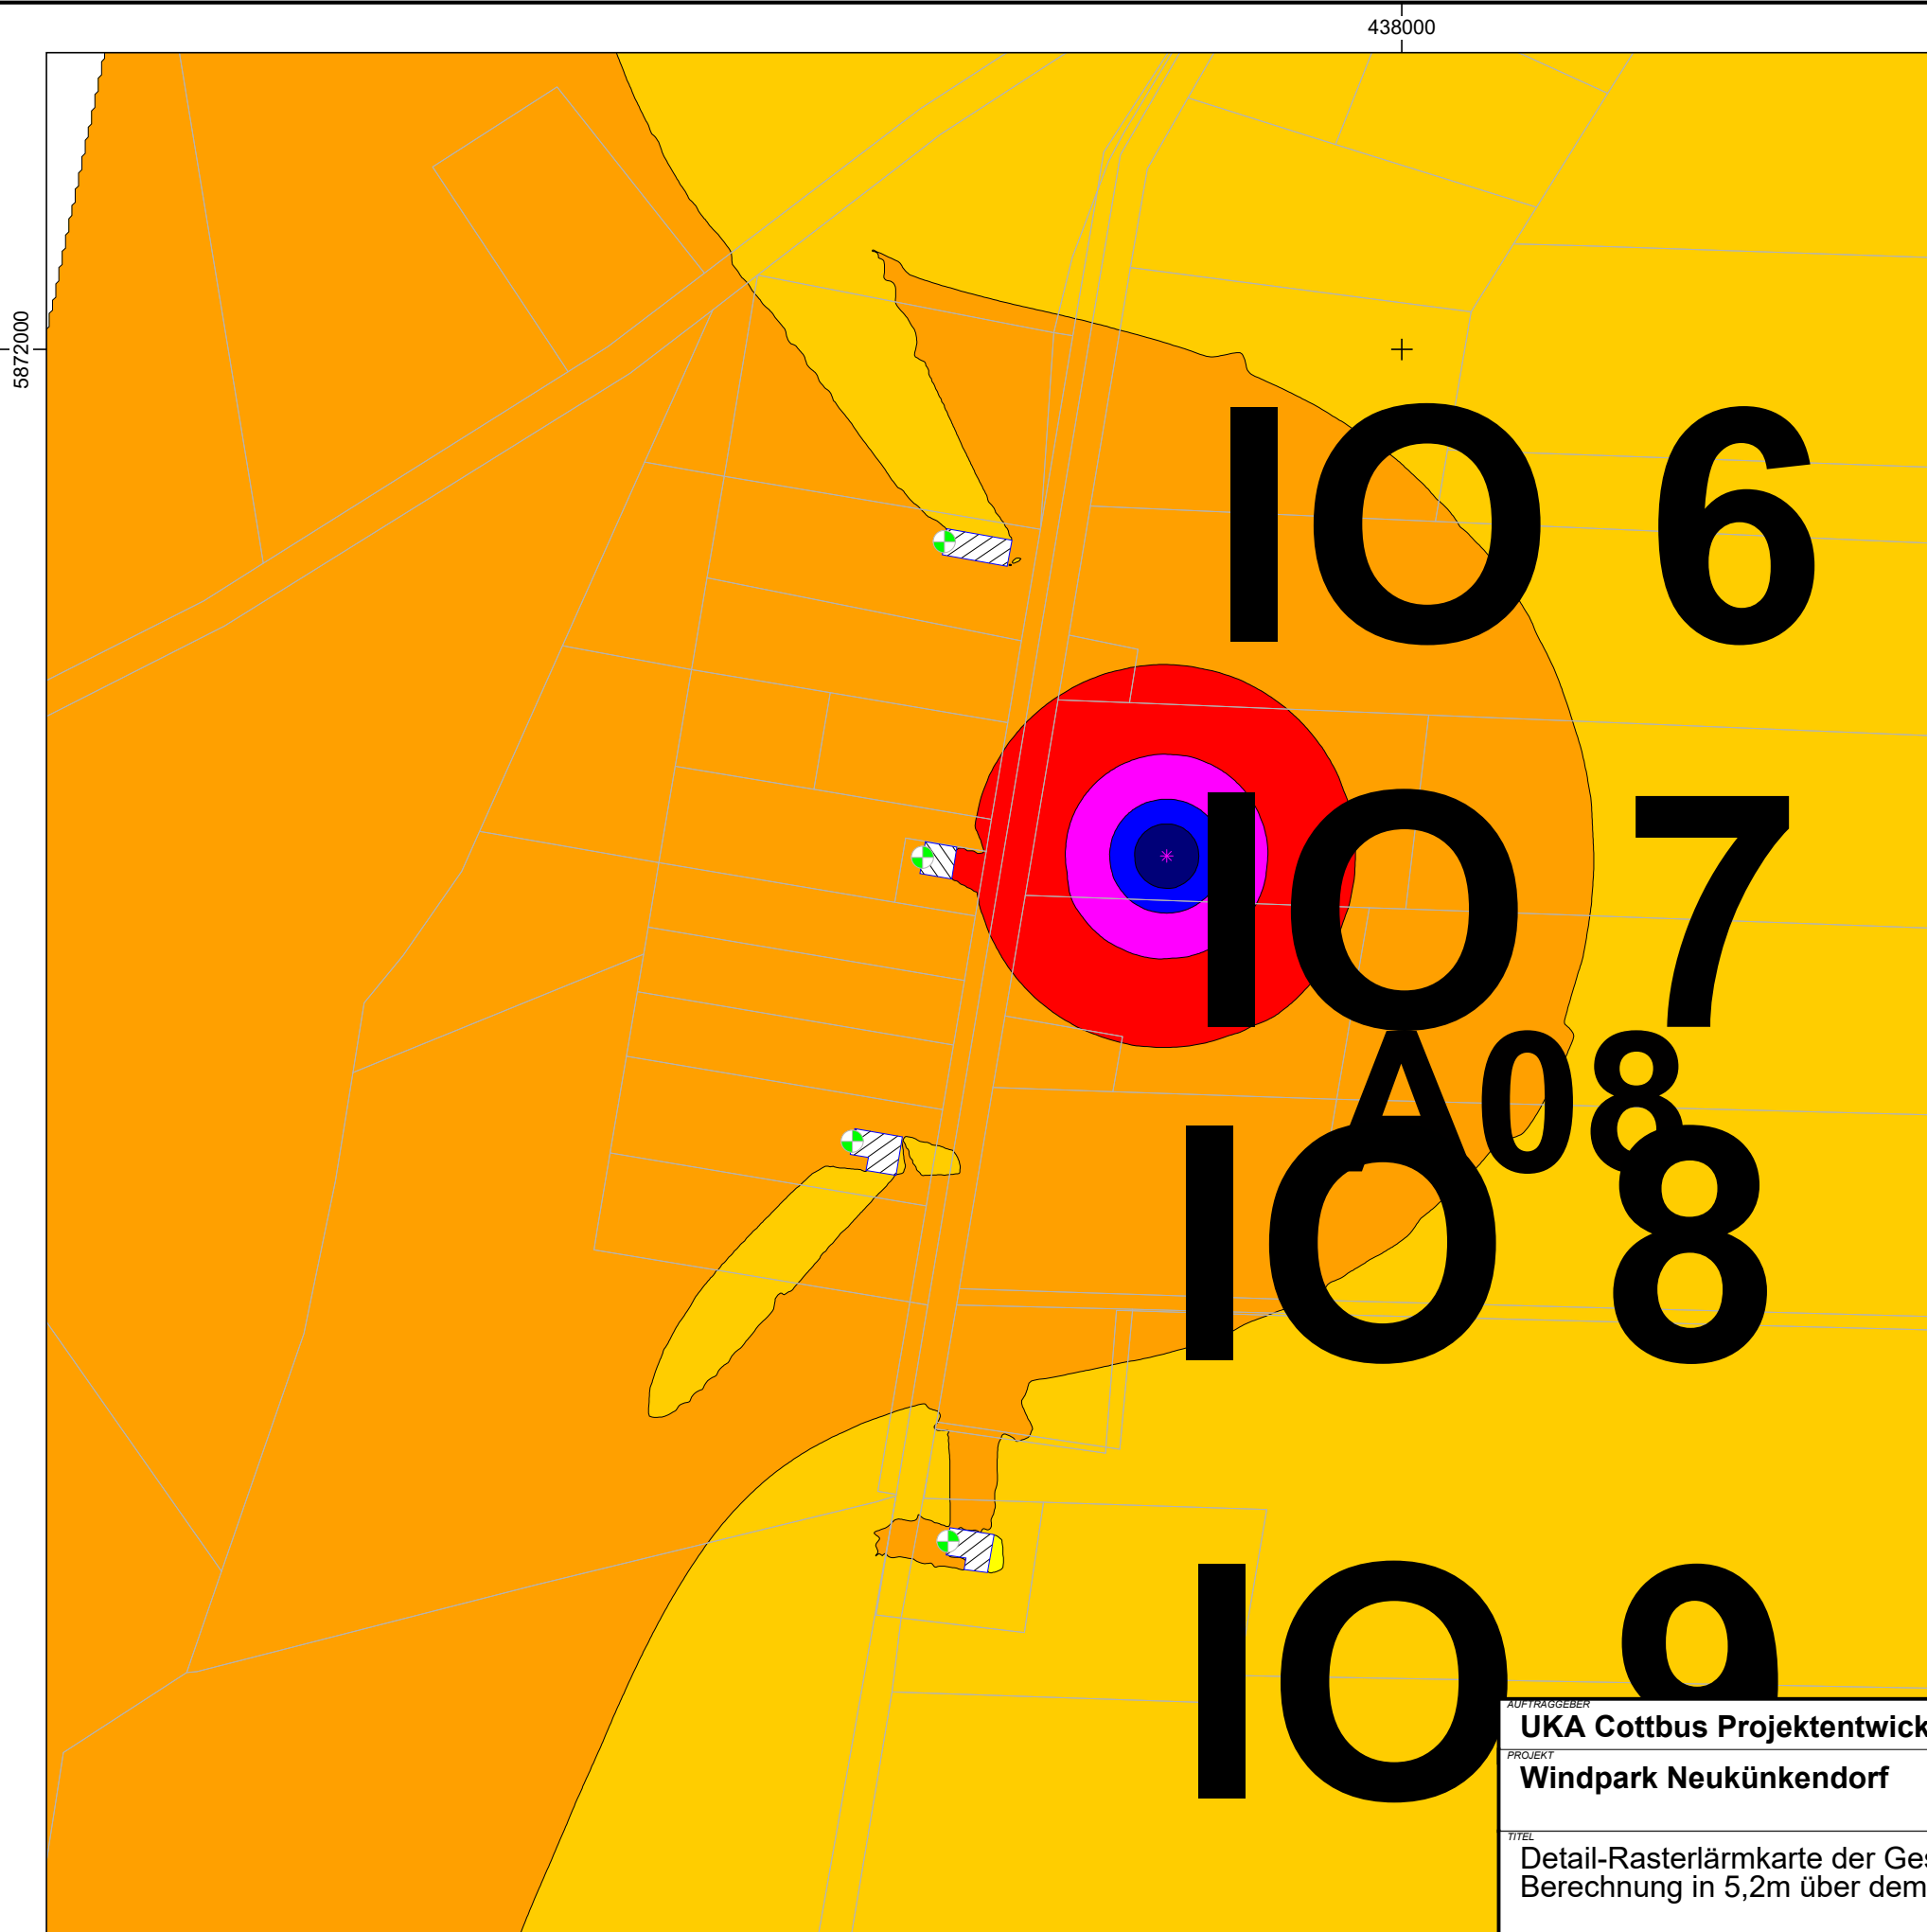 438000
5872000
IO 6
IO 7
A08
IO 8
IO 9
AUFTRAGGEBER
UKA Cottbus Projektentwick
PROJEKT
Windpark Neukünkendorf
TITEL
Detail-Rasterlärmkarte der Ges
Berechnung in 5,2m über dem